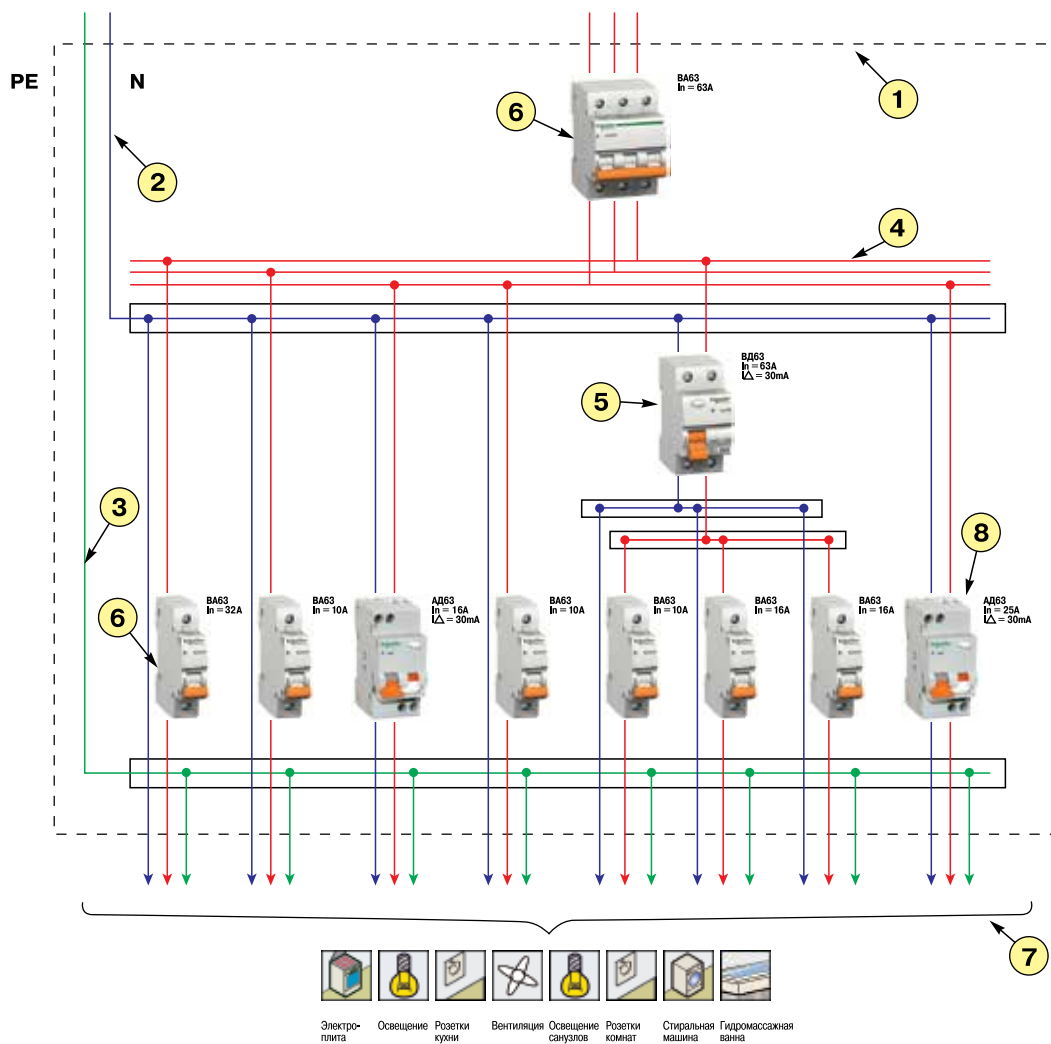 PE
N
ВА63
In = 63A
1
6
2
4
ВД63
In = 63A
I△ = 30mA
5
3
8
6
ВА63
In = 32A
ВА63
In = 10A
АД63
In = 16A
I△ = 30mA
ВА63
In = 10A
ВА63
In = 10A
ВА63
In = 16A
ВА63
In = 16A
АД63
In = 25A
I△ = 30mA
7
Электро-
плита
Освещение
Розетки
кухни
Вентиляция
Освещение
санузлов
Розетки
комнат
Стиральная
машина
Гидромассажная
ванна